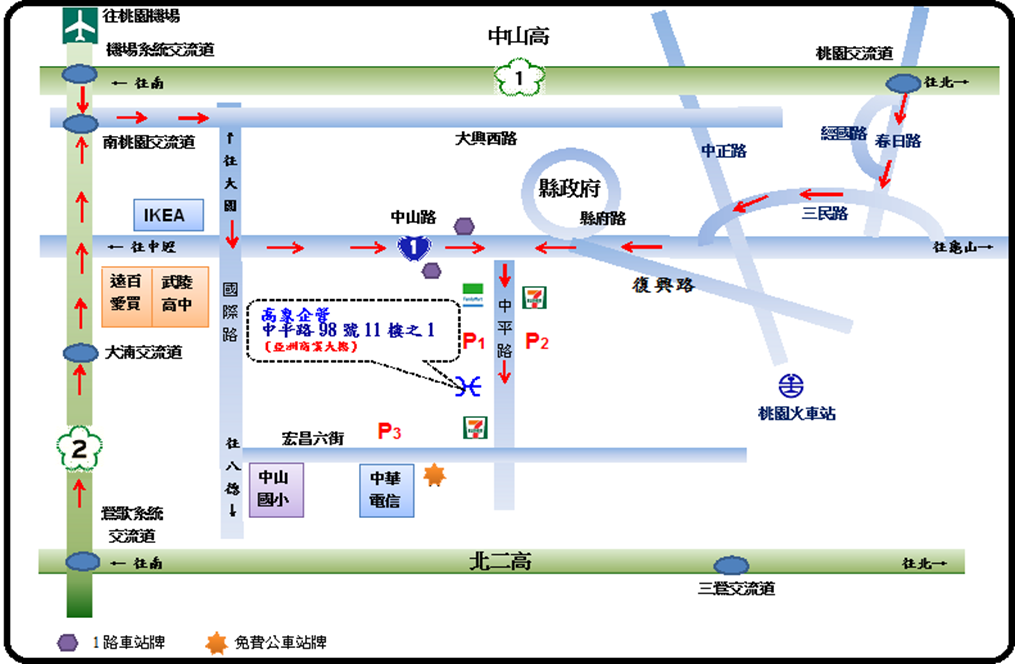 往桃園機場
機場系統交流道
中山高
桃園交流道
1
←往南
往北→
南桃園交流道
大興西路
經國路
春日路
中正路
↑往大園
IKEA
縣政府
三民路
中山路
縣府路
←往中壢
1
往龜山→
復興路
遠百
愛買
武陵
高中
國際路
高皇企管
中平路 98 號 11 樓之 1
(亞洲商業大樓)
FamilyMart
中平路
7
P1
P2
大湳交流道
桃園火車站
7
P3
宏昌六街
往八德↓
2
中山
國小
中華
電信
鶯歌系統
交流道
←往南
北二高
往北→
三鶯交流道
1路車站牌
免費公車站牌